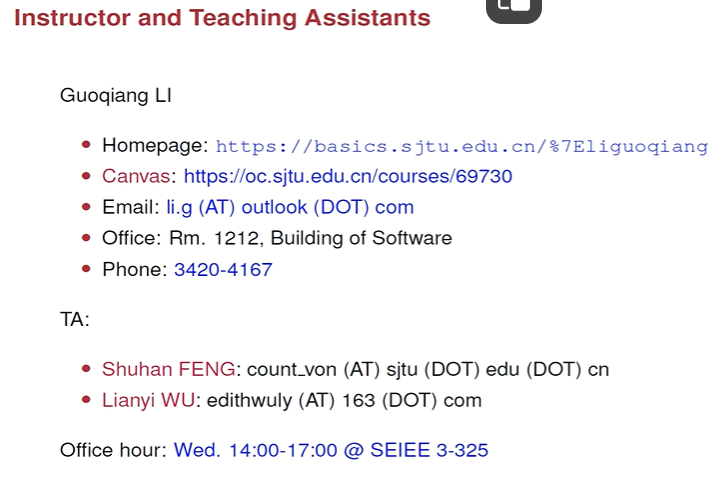 Instructor and Teaching Assistants
Guoqiang LI
• Homepage: https://basics.sjtu.edu.cn/%7Eliguoqiang
• Canvas: https://oc.sjtu.edu.cn/courses/69730
• Email: li.g (AT) outlook (DOT) com
• Office: Rm. 1212, Building of Software
• Phone: 3420-4167
TA:
• Shuhan FENG: count_von (AT) sjtu (DOT) edu (DOT) cn
• Lianyi WU: edithwuly (AT) 163 (DOT) com
Office hour: Wed. 14:00-17:00 @ SEIEE 3-325